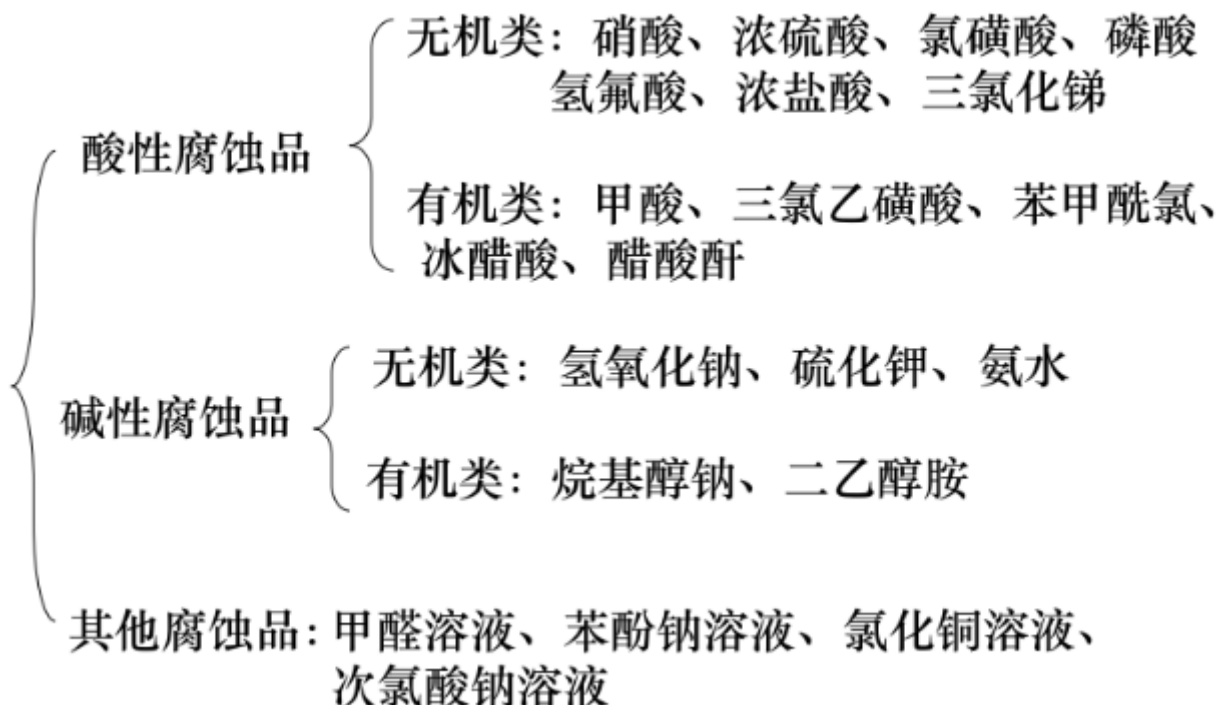 无机类：硝酸、浓硫酸、氯磺酸、磷酸
氢氟酸、浓盐酸、三氯化锑
酸性腐蚀品
有机类：甲酸、三氯乙磺酸、苯甲酰氯、
冰醋酸、醋酸酐
无机类：氢氧化钠、硫化钾、氨水
碱性腐蚀品
有机类：烷基醇钠、二乙醇胺
其他腐蚀品：甲醛溶液、苯酚钠溶液、氯化铜溶液、
次氯酸钠溶液